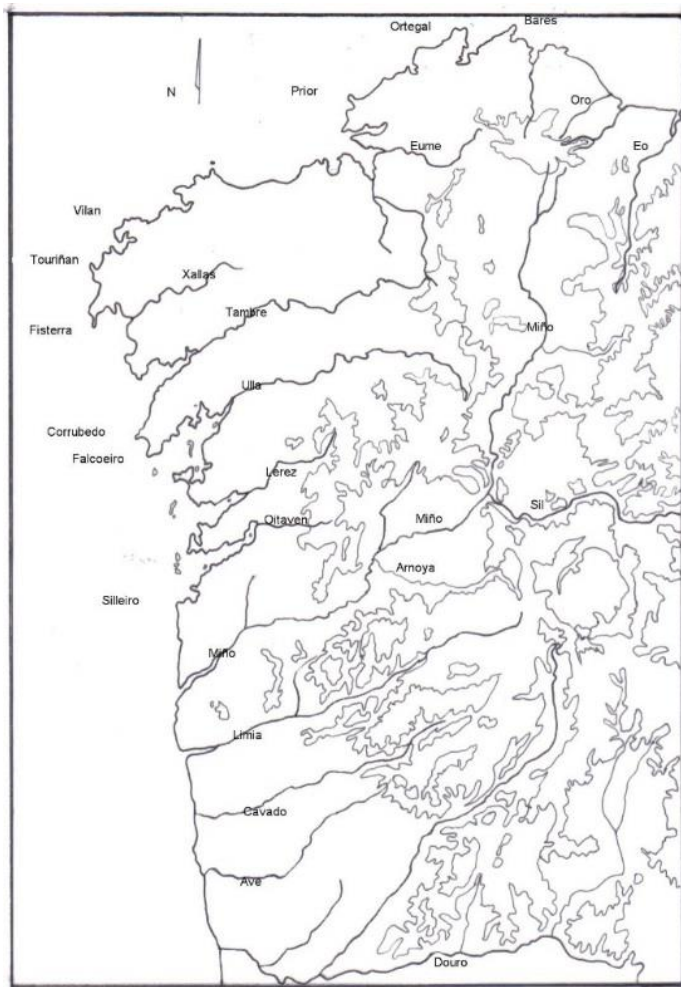 Bares
Ortegal
N
Prior
Oro
Eume
Eo
Vilan
Touriñan
Xallas
Tambre
Fisterra
Miño
Ulla
Corrubedo
Falcoeiro
Lerez
Sil
Oitaven
Miño
Arnoya
Silleiro
Miño
Limia
Cavado
Ave
Douro